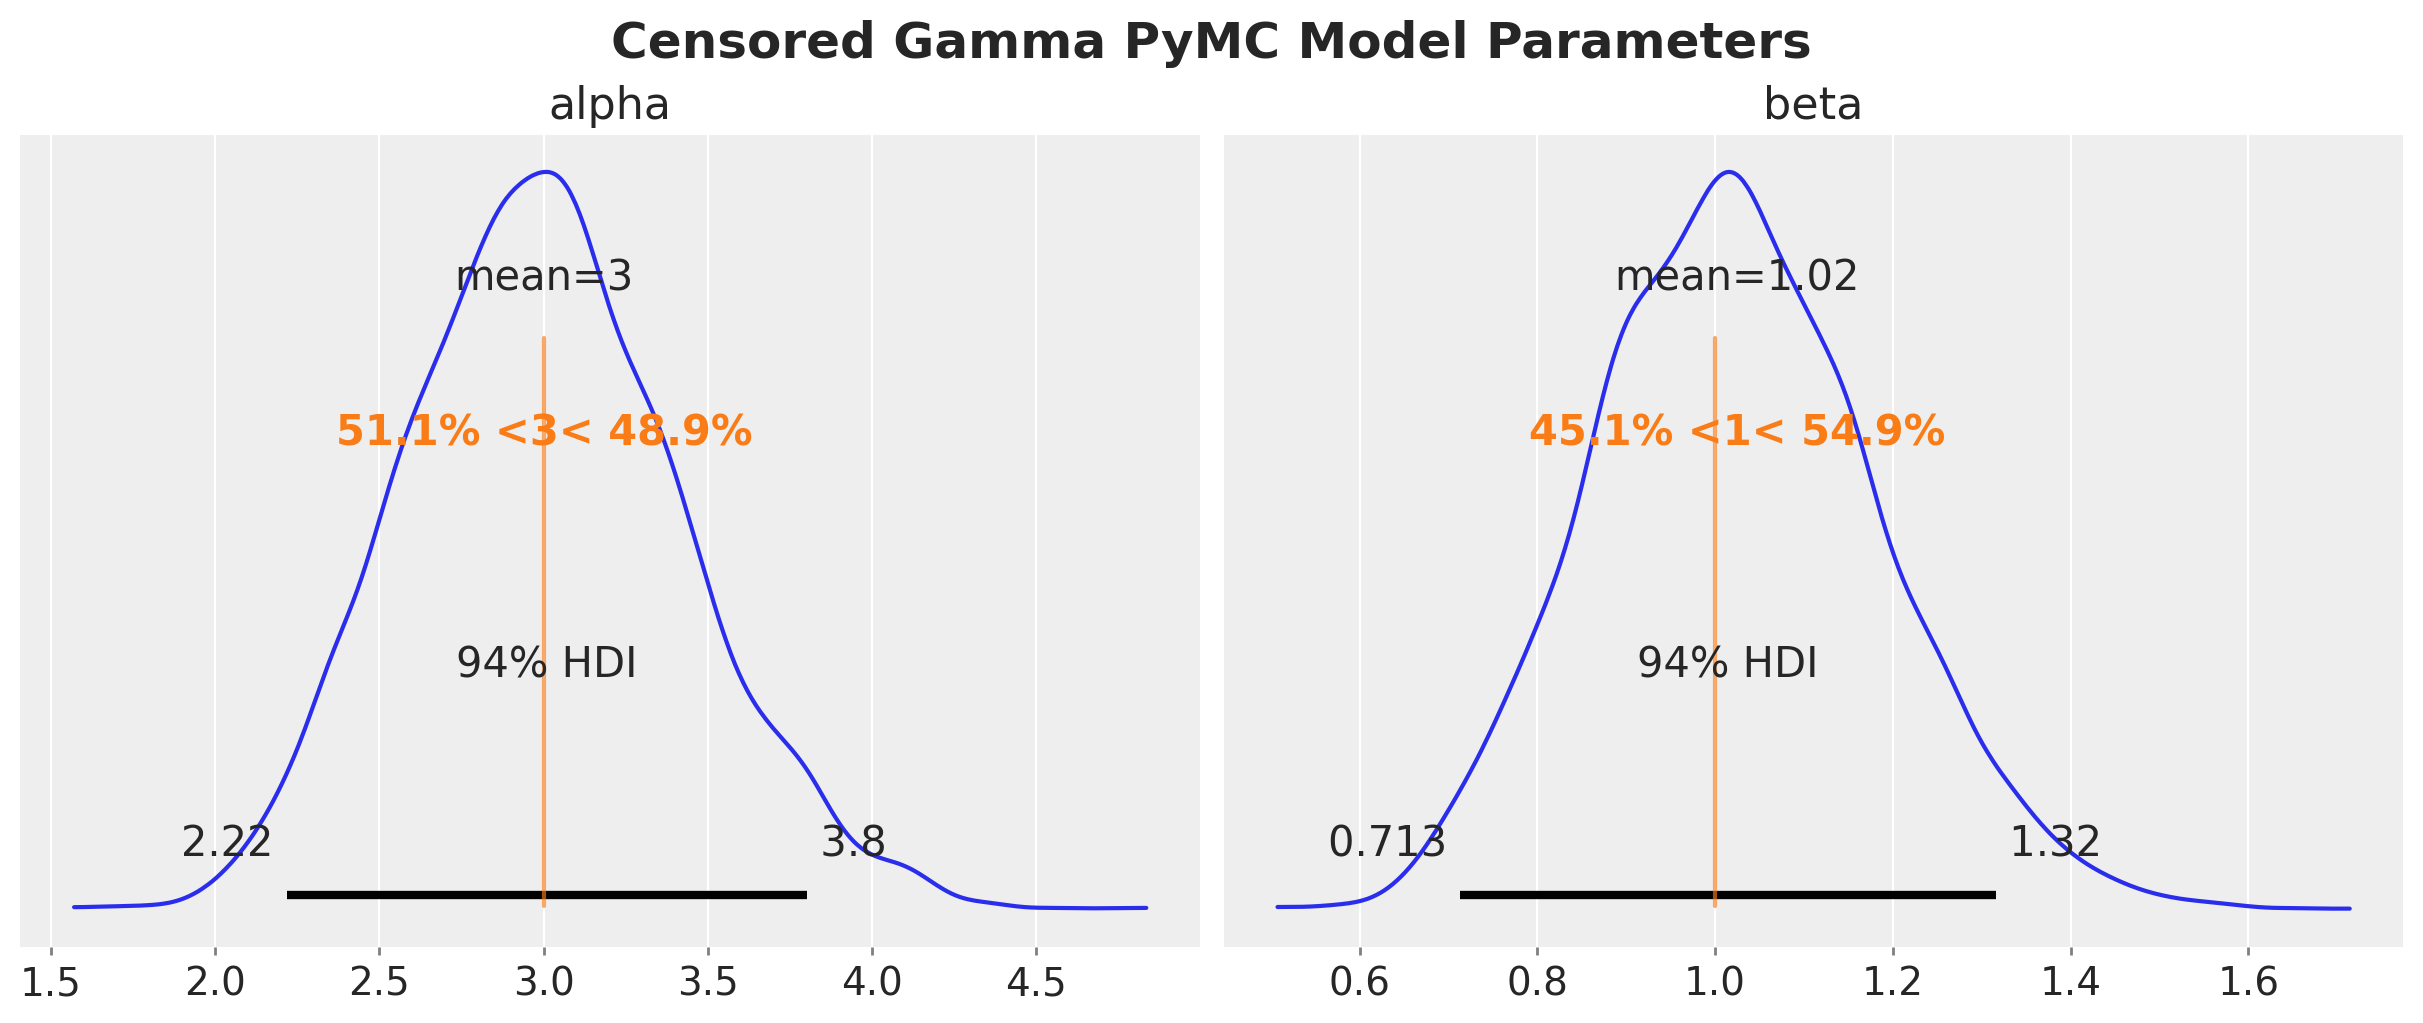 Censored Gamma PyMC Model Parameters
alpha
mean=3
51.1% <3< 48.9%
94% HDI
2.22 3.8
1.5 2.0 2.5 3.0 3.5 4.0 4.5
beta
mean=1.02
45.1% <1< 54.9%
94% HDI
0.713 1.32
0.6 0.8 1.0 1.2 1.4 1.6